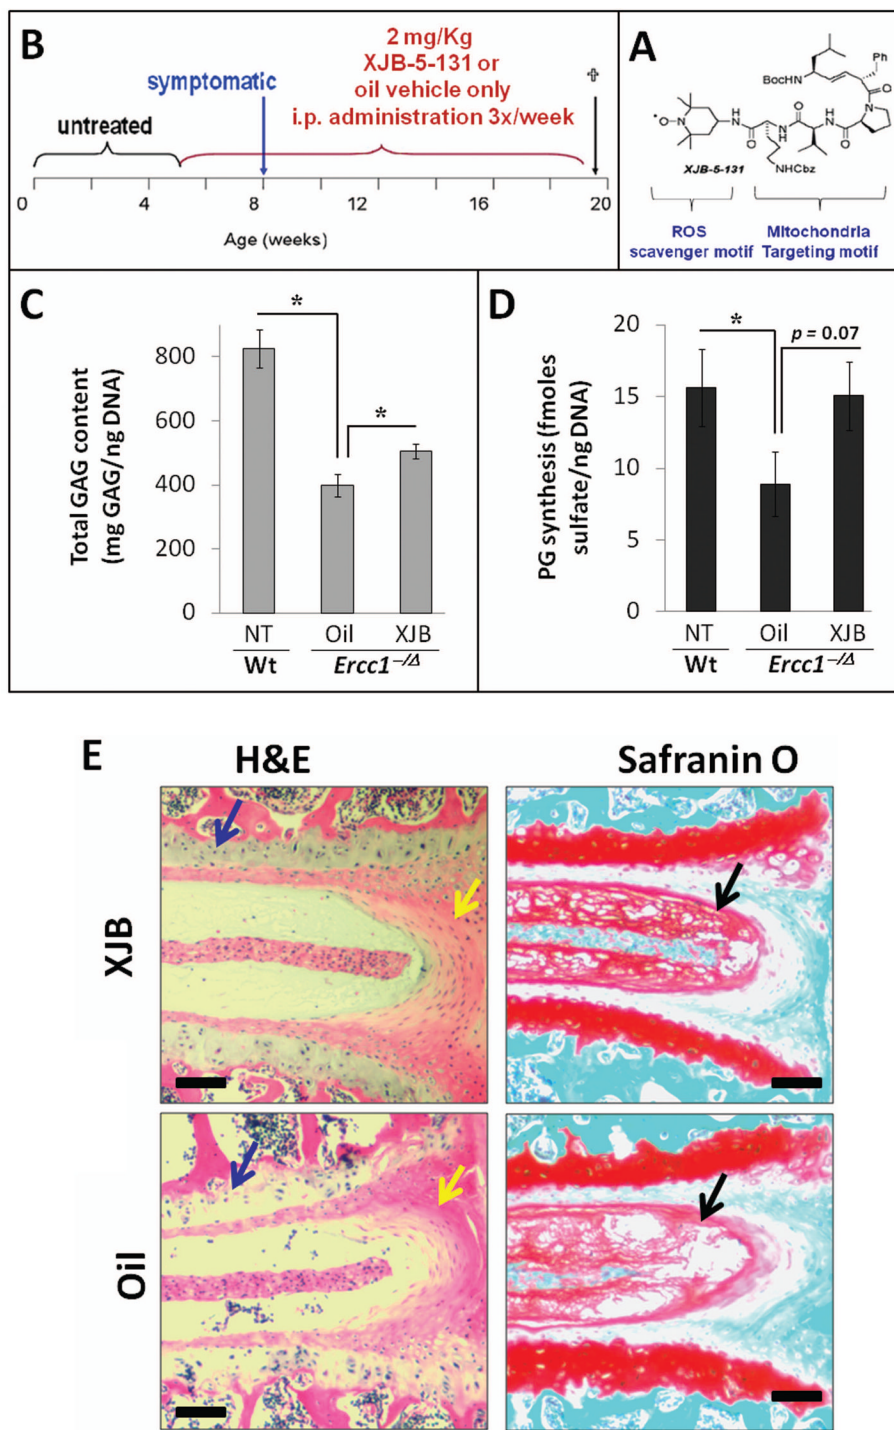 B
2 mg/Kg
XJB-5-131 or
oil vehicle only
i.p. administration 3x/week
symptomatic
untreated
0 4 8 12 16 20
Age (weeks)
A
Ph
BocHN
O
N
O
H
N
O
H
N
O
N
H
O
N
•O
NHCbz
XJB-5-131
ROS
scavenger motif
Mitochondria
Targeting motif
C
Total GAG content
(mg GAG/ng DNA)
800
600
400
200
0
*
*
NT Oil XJB
Wt Ercc1 –/Δ
D
PG synthesis (fmoles
sulfate/ng DNA)
20
15
10
5
0
*
p = 0.07
NT Oil XJB
Wt Ercc1 –/Δ
E
H&E
Safranin O
XJB
Oil